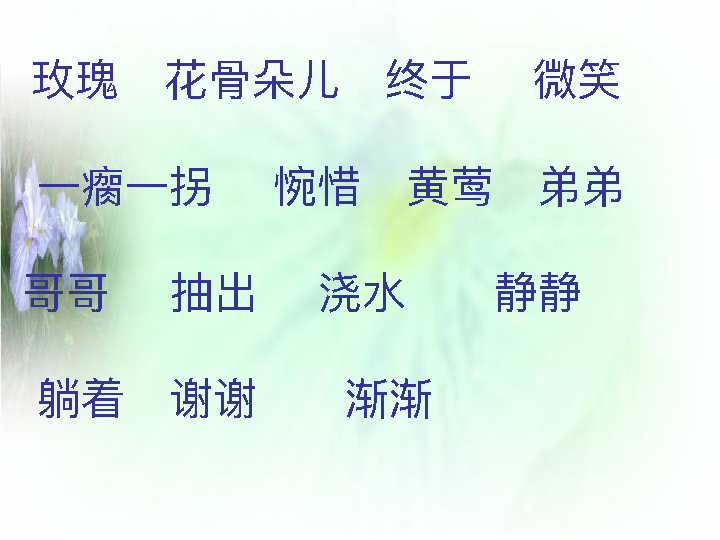 玫瑰 花骨朵儿 终于 微笑
一瘸一拐 惋惜 黄莺 弟弟
哥哥 抽出 浇水 静静
躺着 谢谢 渐渐